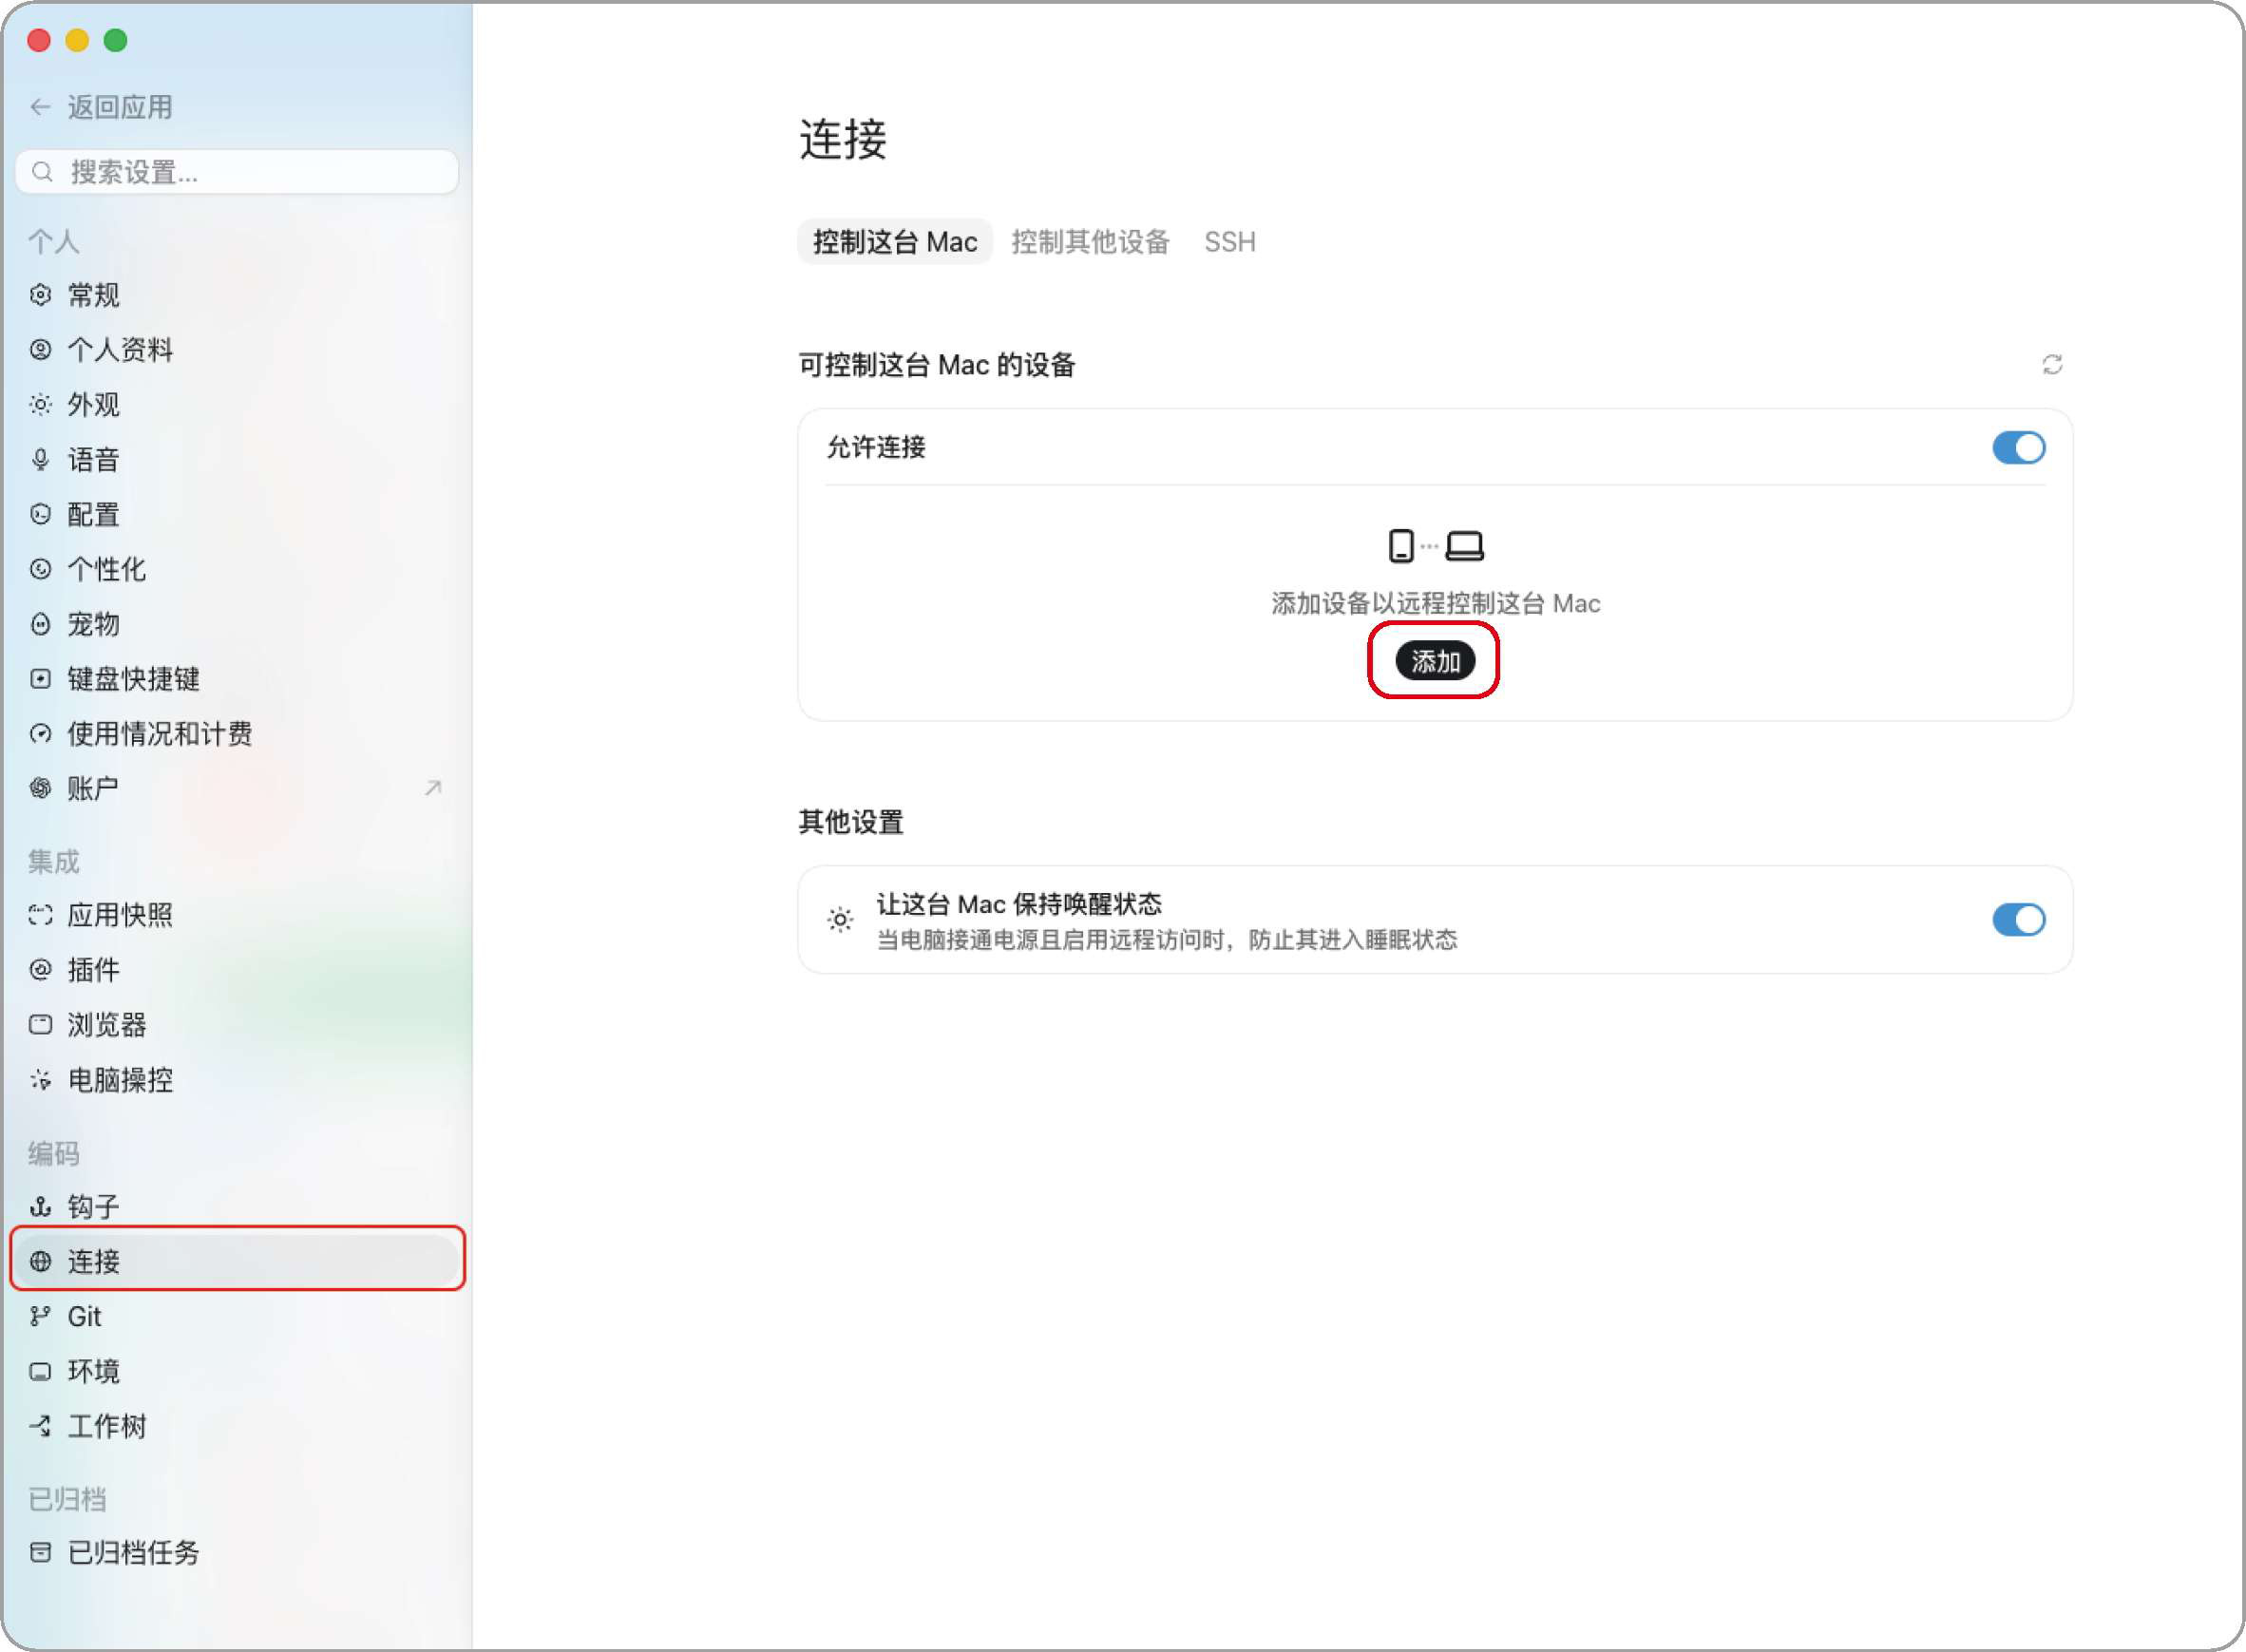 返回应用
搜索设置...
个人
常规
个人资料
外观
语音
配置
个性化
宠物
键盘快捷键
使用情况和计费
账户
集成
应用快照
插件
浏览器
电脑操控
编码
钩子
连接
Git
环境
工作树
已归档
已归档任务
连接
控制这台 Mac 控制其他设备 SSH
可控制这台 Mac 的设备
允许连接
添加设备以远程控制这台 Mac
添加
其他设置
让这台 Mac 保持唤醒状态
当电脑接通电源且启用远程访问时，防止其进入睡眠状态